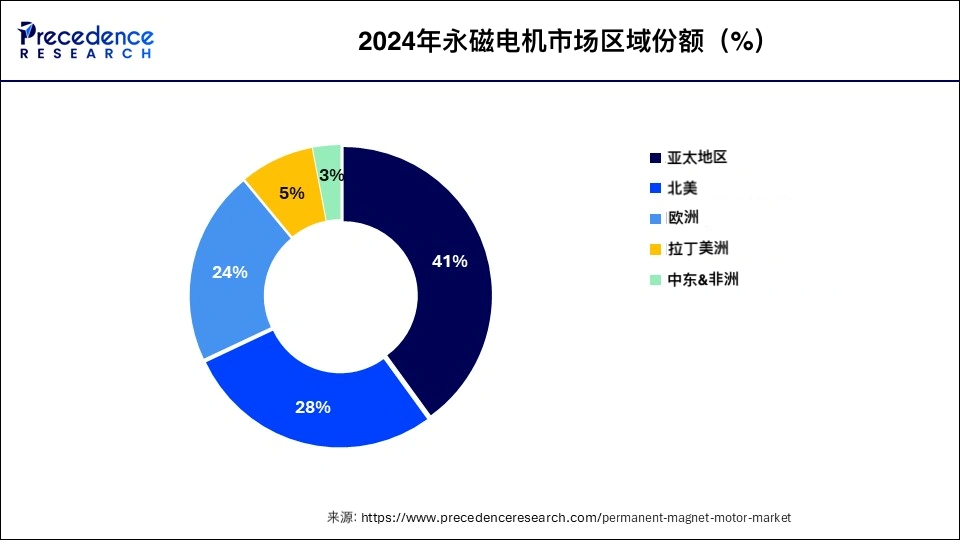 Precedence
RESEARCH
2024年永磁电机市场区域份额（%）
3%
5%
41%
24%
28%
亚太地区
北美
欧洲
拉丁美洲
中东&非洲
来源: https://www.precedenceresearch.com/permanent-magnet-motor-market